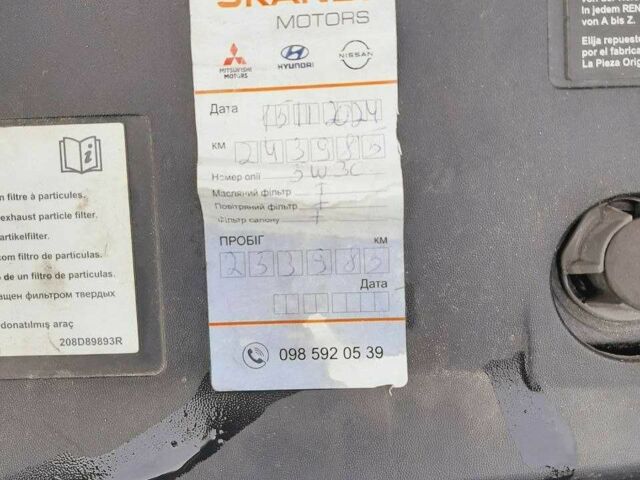 MOTORS
MITSUBISHI
MOTORS
HYUNDAI
NISSAN
Дата 15 11 2024
км 243985
Номер олії 5W3C
Масляний фільтр І
Повітряний фільтр І
Фільтр салону І
ПРОБІГ км
253985
Дата
098 592 05 39
filtre à particules.
exhaust particle filter.
artikelfilter.
om filtro de partículas.
o de un filtro de partículas.
ащен фильтром твердых
donatılmış araç
208D89893R
In jedem REN
von A bis Z.
Elija repuesto
por el fabrica
La Pieza Orig